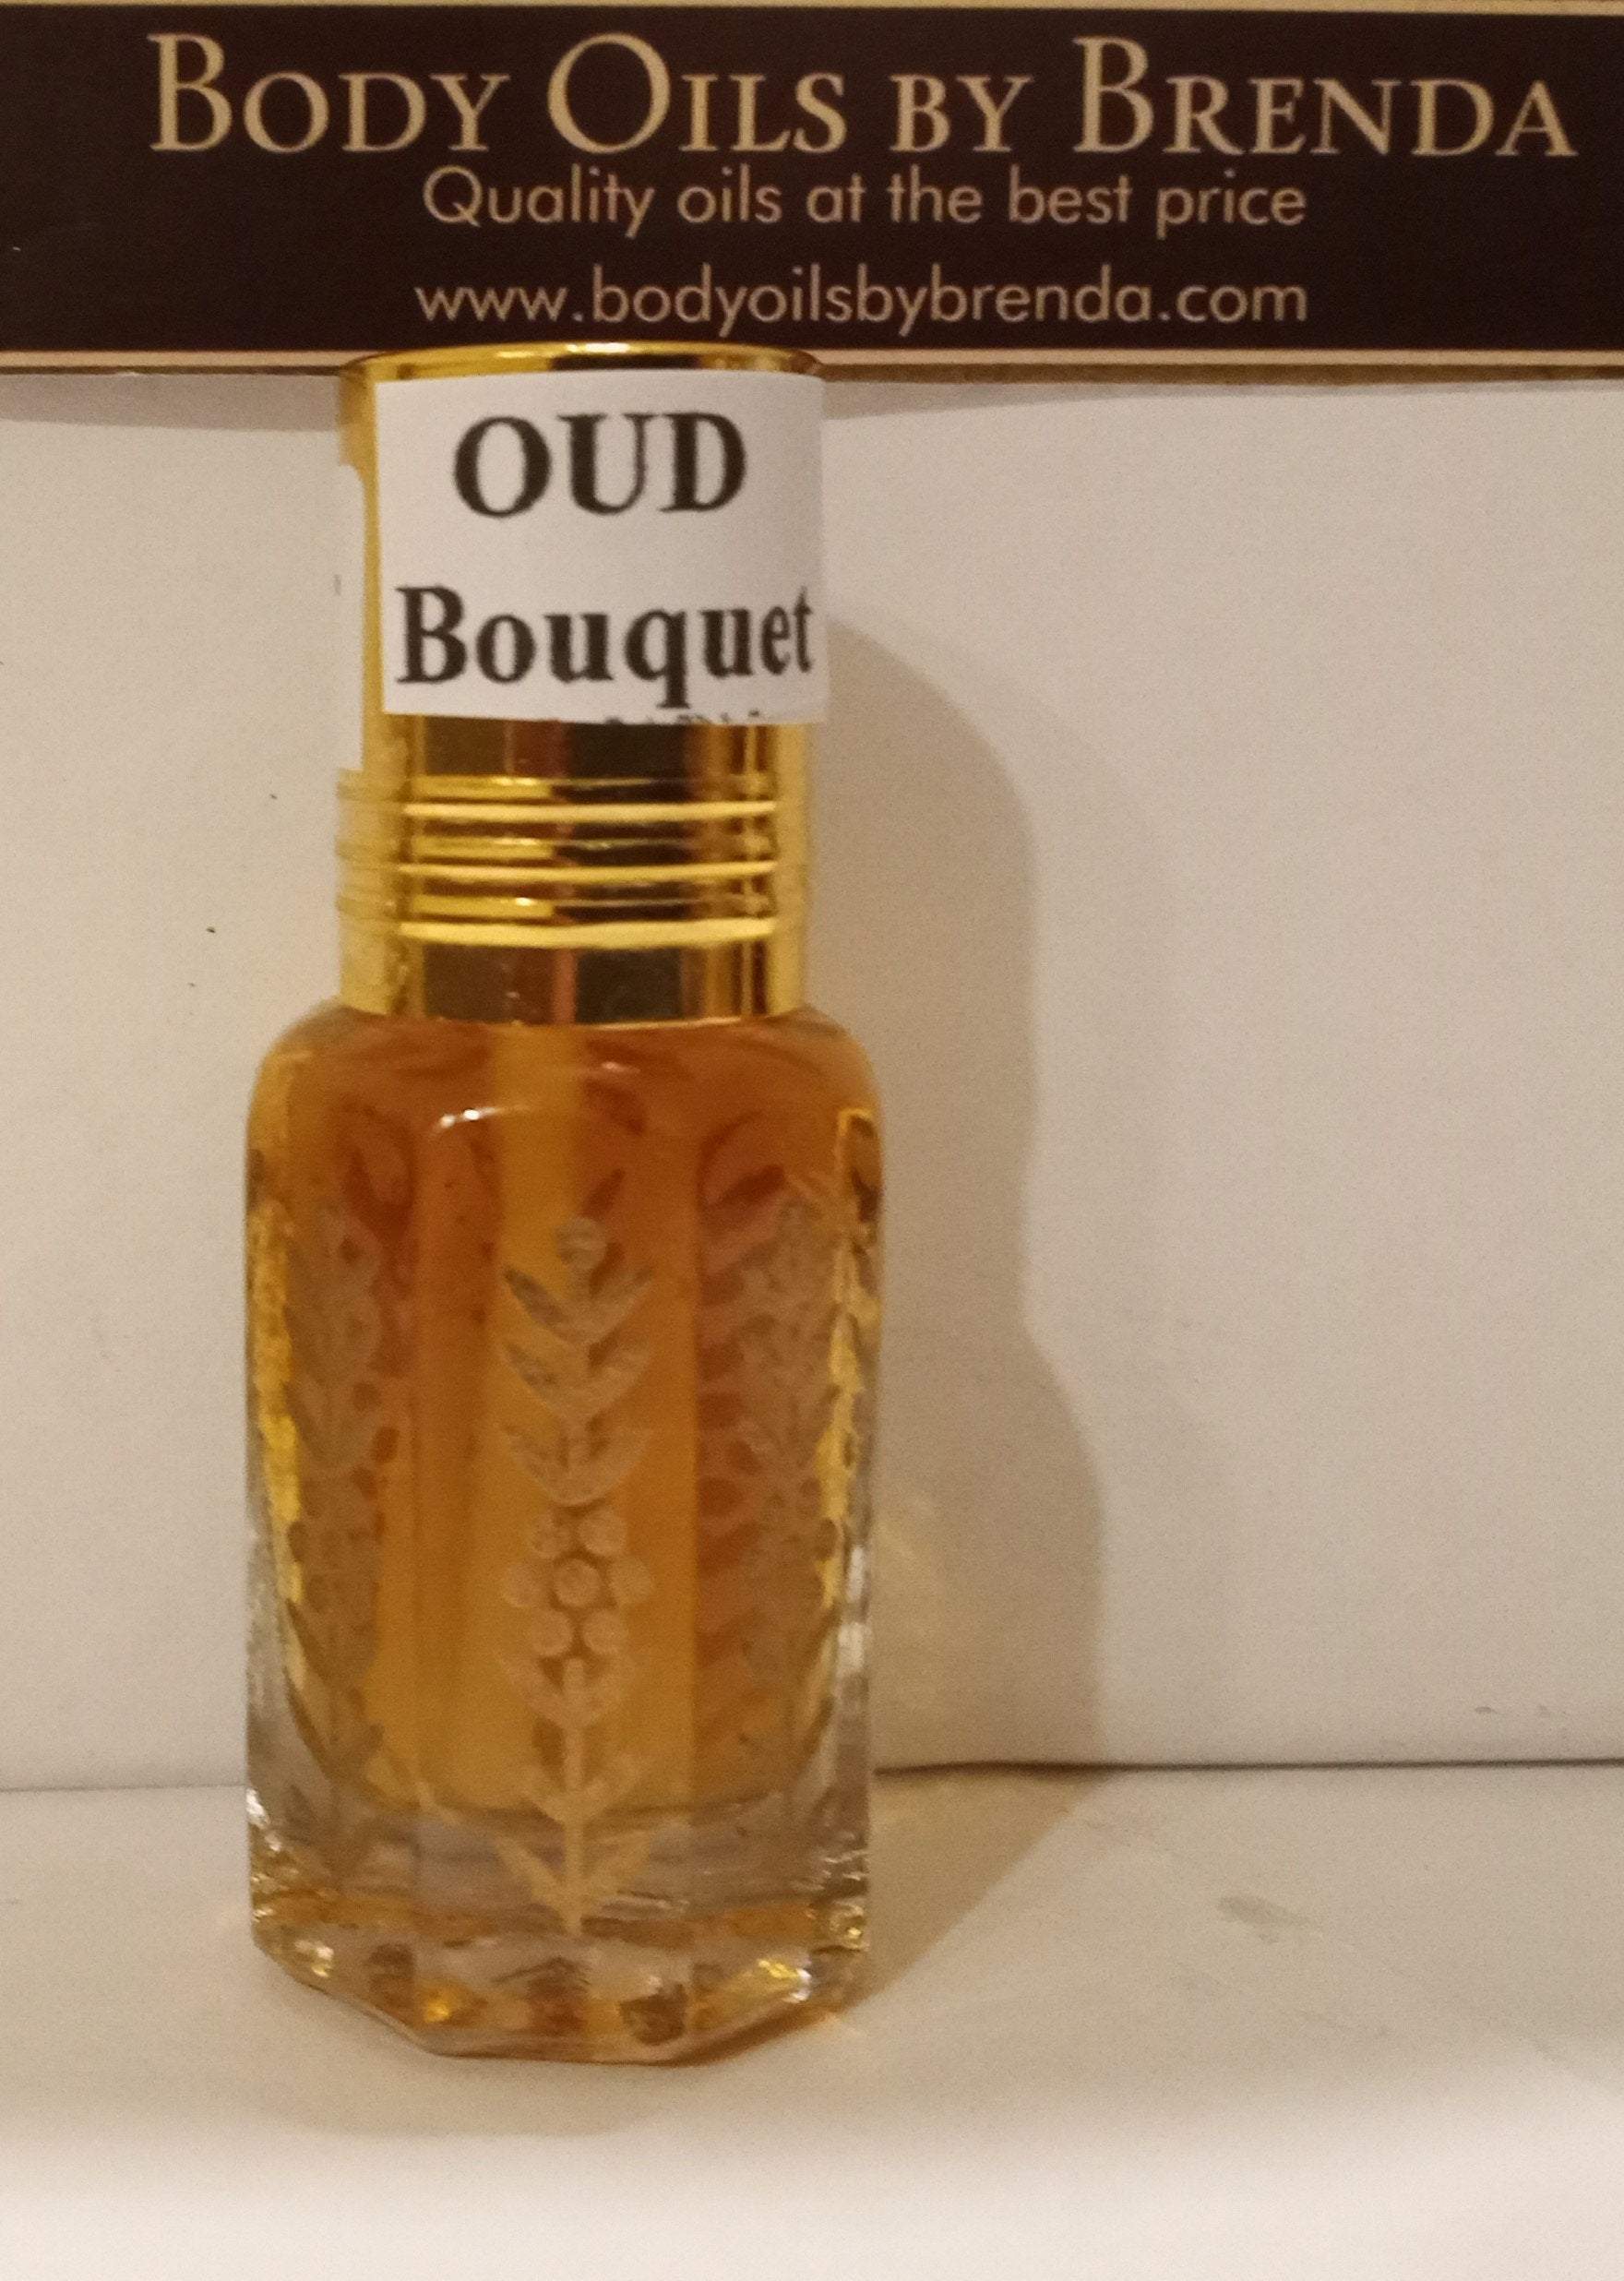 BODY OILS BY BRENDA
Quality oils at the best price
www.bodyoilsbybrenda.com
OUD
Bouquet